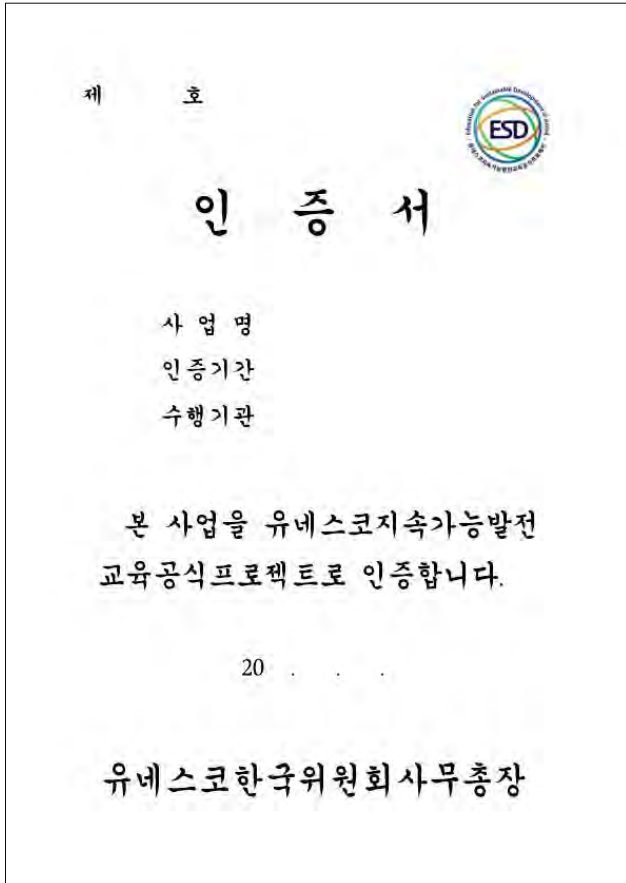 제 호
ESD
인 증 서
사 업 명
인증기간
수행기관
본 사업을 유네스코지속가능발전
교육공식프로젝트로 인증합니다.
20 . . .
유네스코한국위원회사무총장